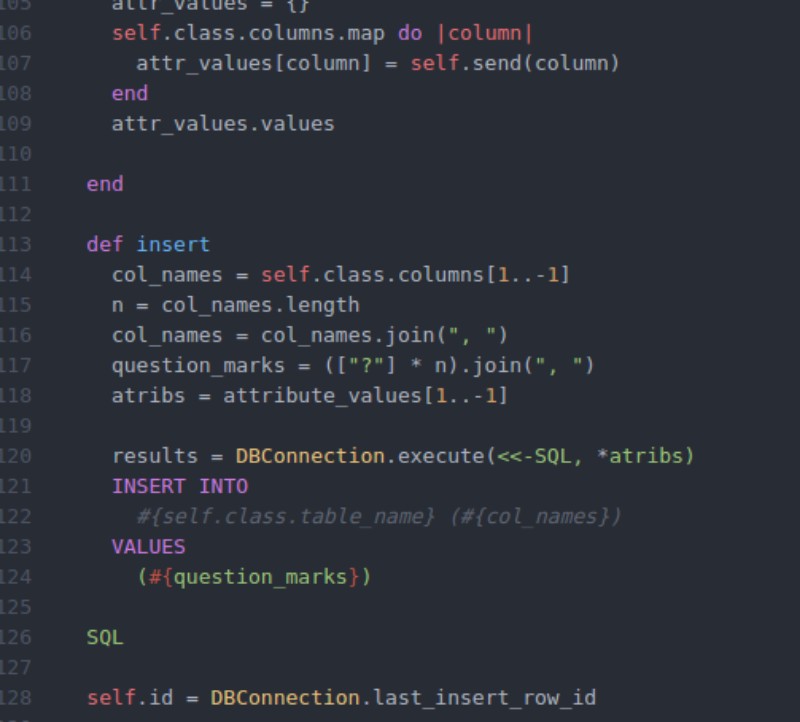 105 attr_values = {}
106 self.class.columns.map do |column|
107 attr_values[column] = self.send(column)
108 end
109 attr_values.values
110
111 end
112
113 def insert
114 col_names = self.class.columns[1..-1]
115 n = col_names.length
116 col_names = col_names.join(", ")
117 question_marks = (["?"] * n).join(", ")
118 atribs = attribute_values[1..-1]
119
120 results = DBConnection.execute(<<-SQL, *atribs)
121 INSERT INTO
122 #{self.class.table_name} (#{col_names})
123 VALUES
124 (#{question_marks})
125
126 SQL
127
128 self.id = DBConnection.last_insert_row_id